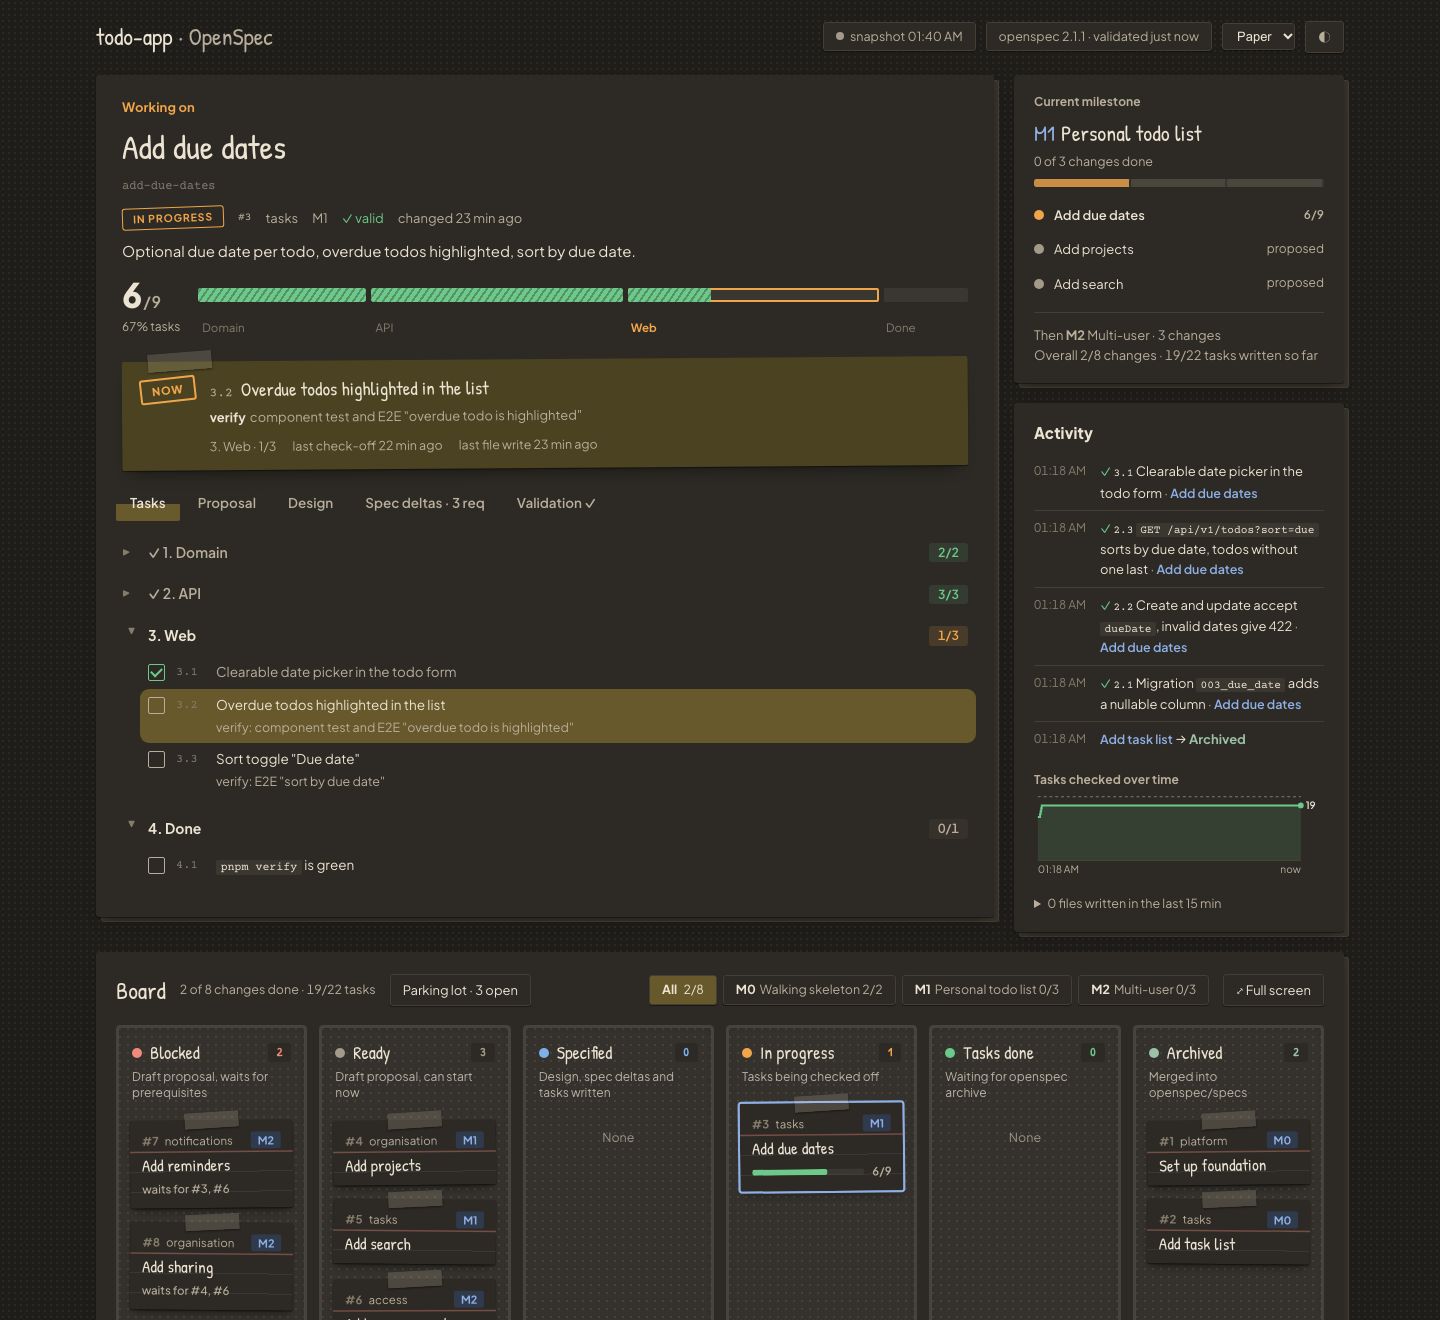 todo-app · OpenSpec
snapshot 01:40 AM
openspec 2.1.1 · validated just now
Paper
Working on
Add due dates
add-due-dates
IN PROGRESS #3 tasks M1 ✓ valid changed 23 min ago
Optional due date per todo, overdue todos highlighted, sort by due date.
6/9
67% tasks
Domain API Web Done
NOW 3.2 Overdue todos highlighted in the list
verify component test and E2E "overdue todo is highlighted"
3. Web · 1/3 last check-off 22 min ago last file write 23 min ago
Tasks Proposal Design Spec deltas · 3 req Validation ✓
✓ 1. Domain 2/2
✓ 2. API 3/3
3. Web 1/3
3.1 Clearable date picker in the todo form
3.2 Overdue todos highlighted in the list
verify: component test and E2E "overdue todo is highlighted"
3.3 Sort toggle "Due date"
verify: E2E "sort by due date"
4. Done 0/1
4.1 pnpm verify is green
Current milestone
M1 Personal todo list
0 of 3 changes done
Add due dates 6/9
Add projects proposed
Add search proposed
Then M2 Multi-user · 3 changes
Overall 2/8 changes · 19/22 tasks written so far
Activity
01:18 AM ✓ 3.1 Clearable date picker in the
todo form · Add due dates
01:18 AM ✓ 2.3 GET /api/v1/todos?sort=due
sorts by due date, todos without
one last · Add due dates
01:18 AM ✓ 2.2 Create and update accept
dueDate, invalid dates give 422 ·
Add due dates
01:18 AM ✓ 2.1 Migration 003_due_date adds
a nullable column · Add due dates
01:18 AM Add task list → Archived
Tasks checked over time
19
01:18 AM now
0 files written in the last 15 min
Board 2 of 8 changes done · 19/22 tasks Parking lot · 3 open
All 2/8 M0 Walking skeleton 2/2 M1 Personal todo list 0/3 M2 Multi-user 0/3 Full screen
Blocked 2
Draft proposal, waits for
prerequisites
#7 notifications M2
Add reminders
waits for #3, #6
#8 organisation M2
Add sharing
waits for #4, #6
Ready 3
Draft proposal, can start
now
#4 organisation M1
Add projects
#5 tasks M1
Add search
#6 access M2
Specified 0
Design, spec deltas and
tasks written
None
In progress 1
Tasks being checked off
#3 tasks M1
Add due dates
6/9
Tasks done 0
Waiting for openspec
archive
None
Archived 2
Merged into
openspec/specs
#1 platform M0
Set up foundation
#2 tasks M0
Add task list